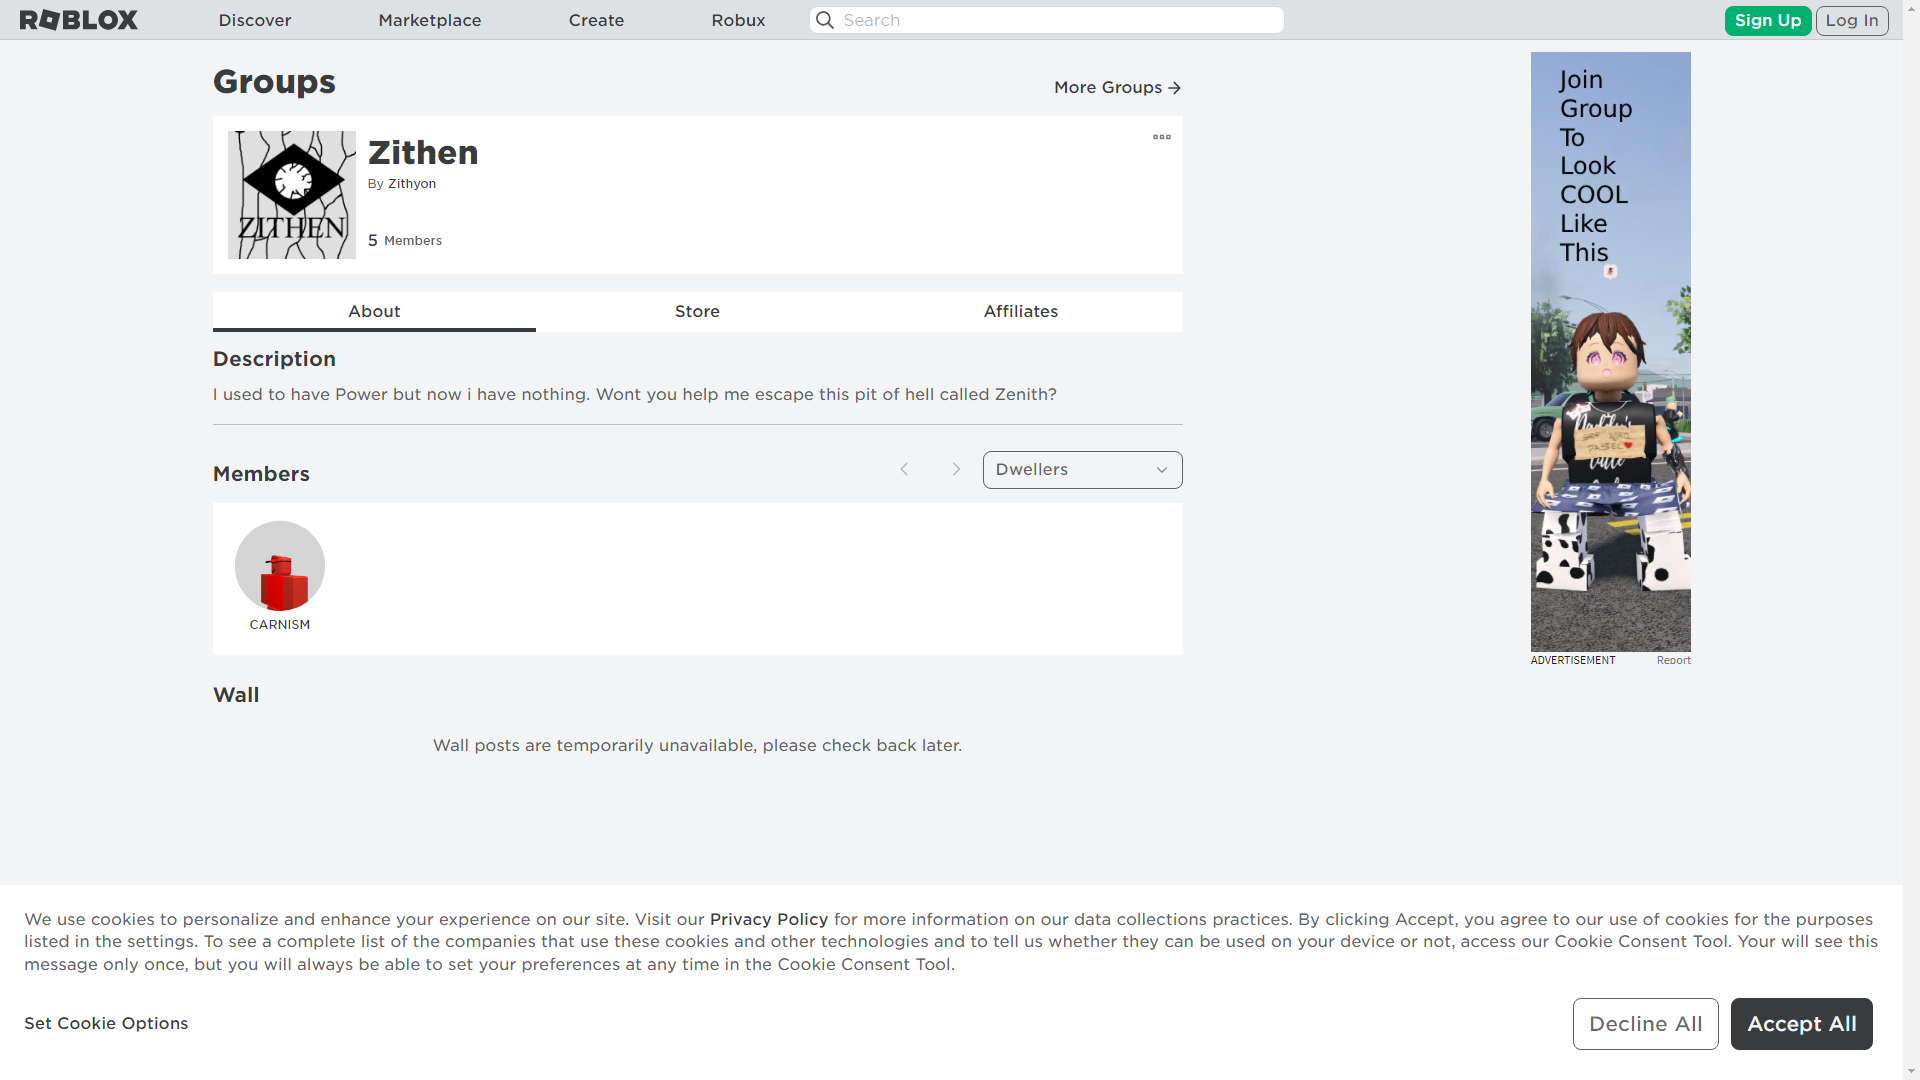 ROBLOX
Discover
Marketplace
Create
Robux
Search
Sign Up
Log In
Groups
More Groups
ZITHEN
Zithen
By Zithyon
5 Members
About
Store
Affiliates
Description
I used to have Power but now i have nothing. Wont you help me escape this pit of hell called Zenith?
Members
Dwellers
CARNISM
Wall
Wall posts are temporarily unavailable, please check back later.
Join
Group
To
Look
COOL
Like
This
ADVERTISEMENT
Report
We use cookies to personalize and enhance your experience on our site. Visit our Privacy Policy for more information on our data collections practices. By clicking Accept, you agree to our use of cookies for the purposes
listed in the settings. To see a complete list of the companies that use these cookies and other technologies and to tell us whether they can be used on your device or not, access our Cookie Consent Tool. Your will see this
message only once, but you will always be able to set your preferences at any time in the Cookie Consent Tool.
Set Cookie Options
Decline All
Accept All